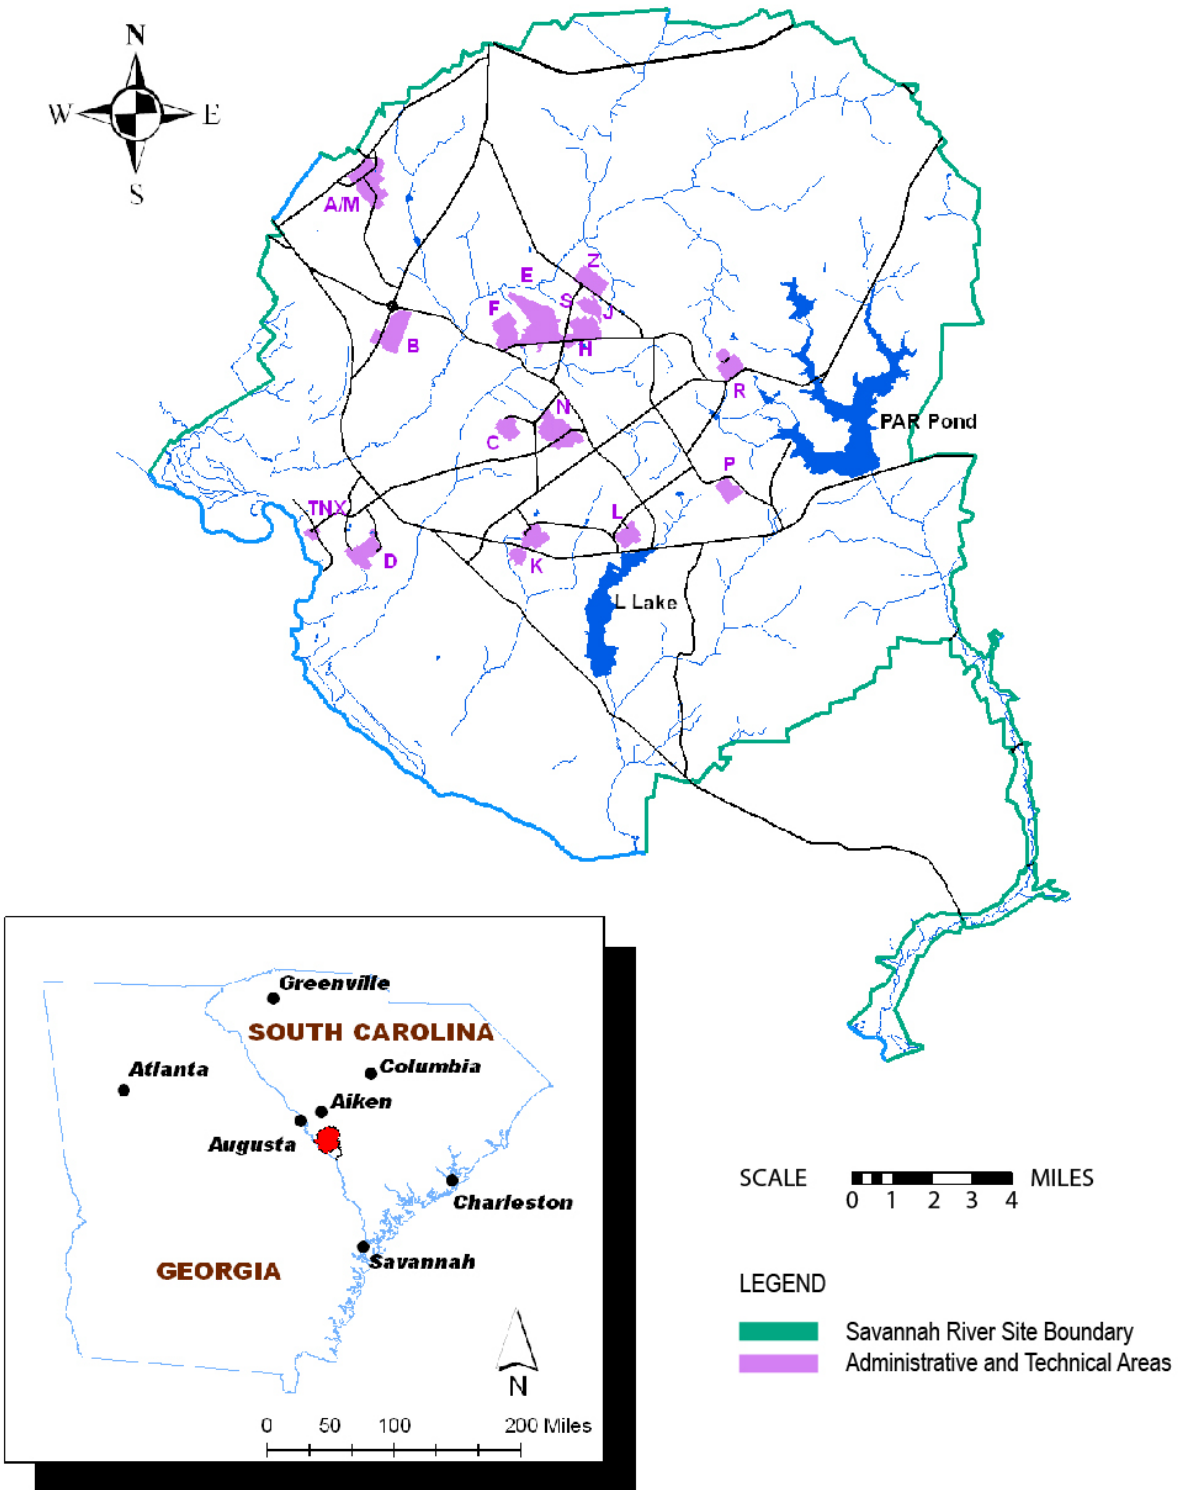 N
W E
S
A/M
Z
E
S
F
J
B
H
R
N
PAR Pond
C
P
TNX
L
D
K
L Lake
Greenville
SOUTH CAROLINA
Atlanta
Columbia
Aiken
Augusta
Charleston
Savannah
GEORGIA
N
0 50 100 200 Miles
SCALE MILES
0 1 2 3 4
LEGEND
Savannah River Site Boundary
Administrative and Technical Areas